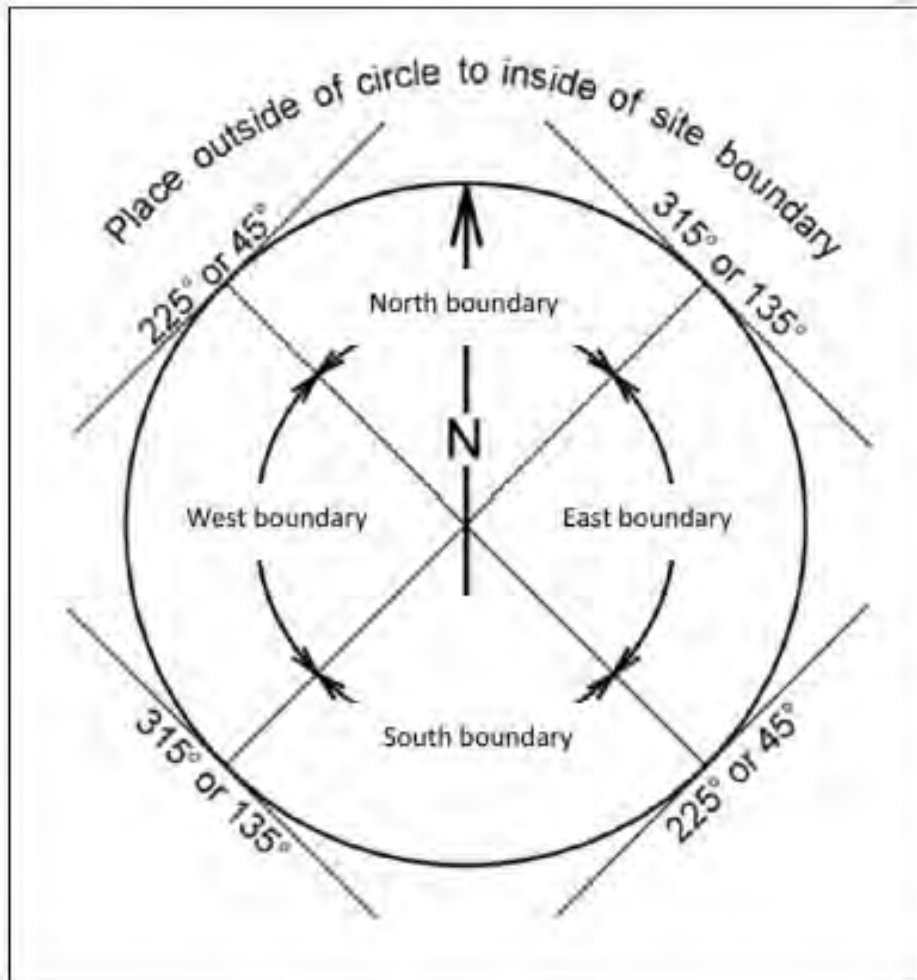 Place outside of circle to inside of site boundary
225° or 45°
315° or 135°
North boundary
N
West boundary
East boundary
South boundary
315° or 135°
225° or 45°